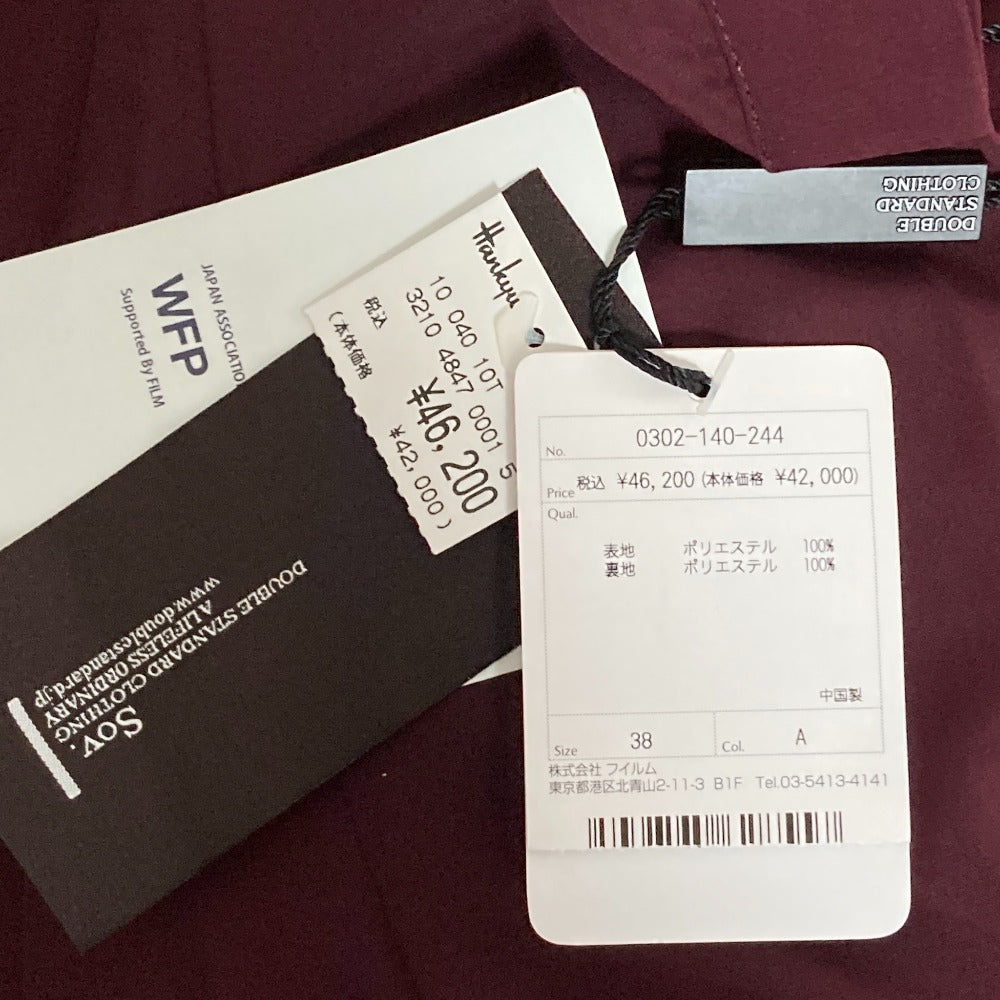 JAPAN ASSOCIATIO
WFP
Supported By FILM
Hankyu
10 040 10T
3210 4847 0001 5
税込
¥46,200
(本体価格
¥42,000)
DOUBLE
STANDARD
CLOTHING
No. 0302-140-244
Price 税込 ¥46,200 (本体価格 ¥42,000)
Qual.
表地 ポリエステル 100%
裏地 ポリエステル 100%
中国製
Size 38 Col. A
株式会社 フイルム
東京都港区北青山2-11-3 B1F Tel.03-5413-4141
Sov.
DOUBLE STANDARD CLOTHING
A LIFELESS ORDINARY
www.doublestandard.jp